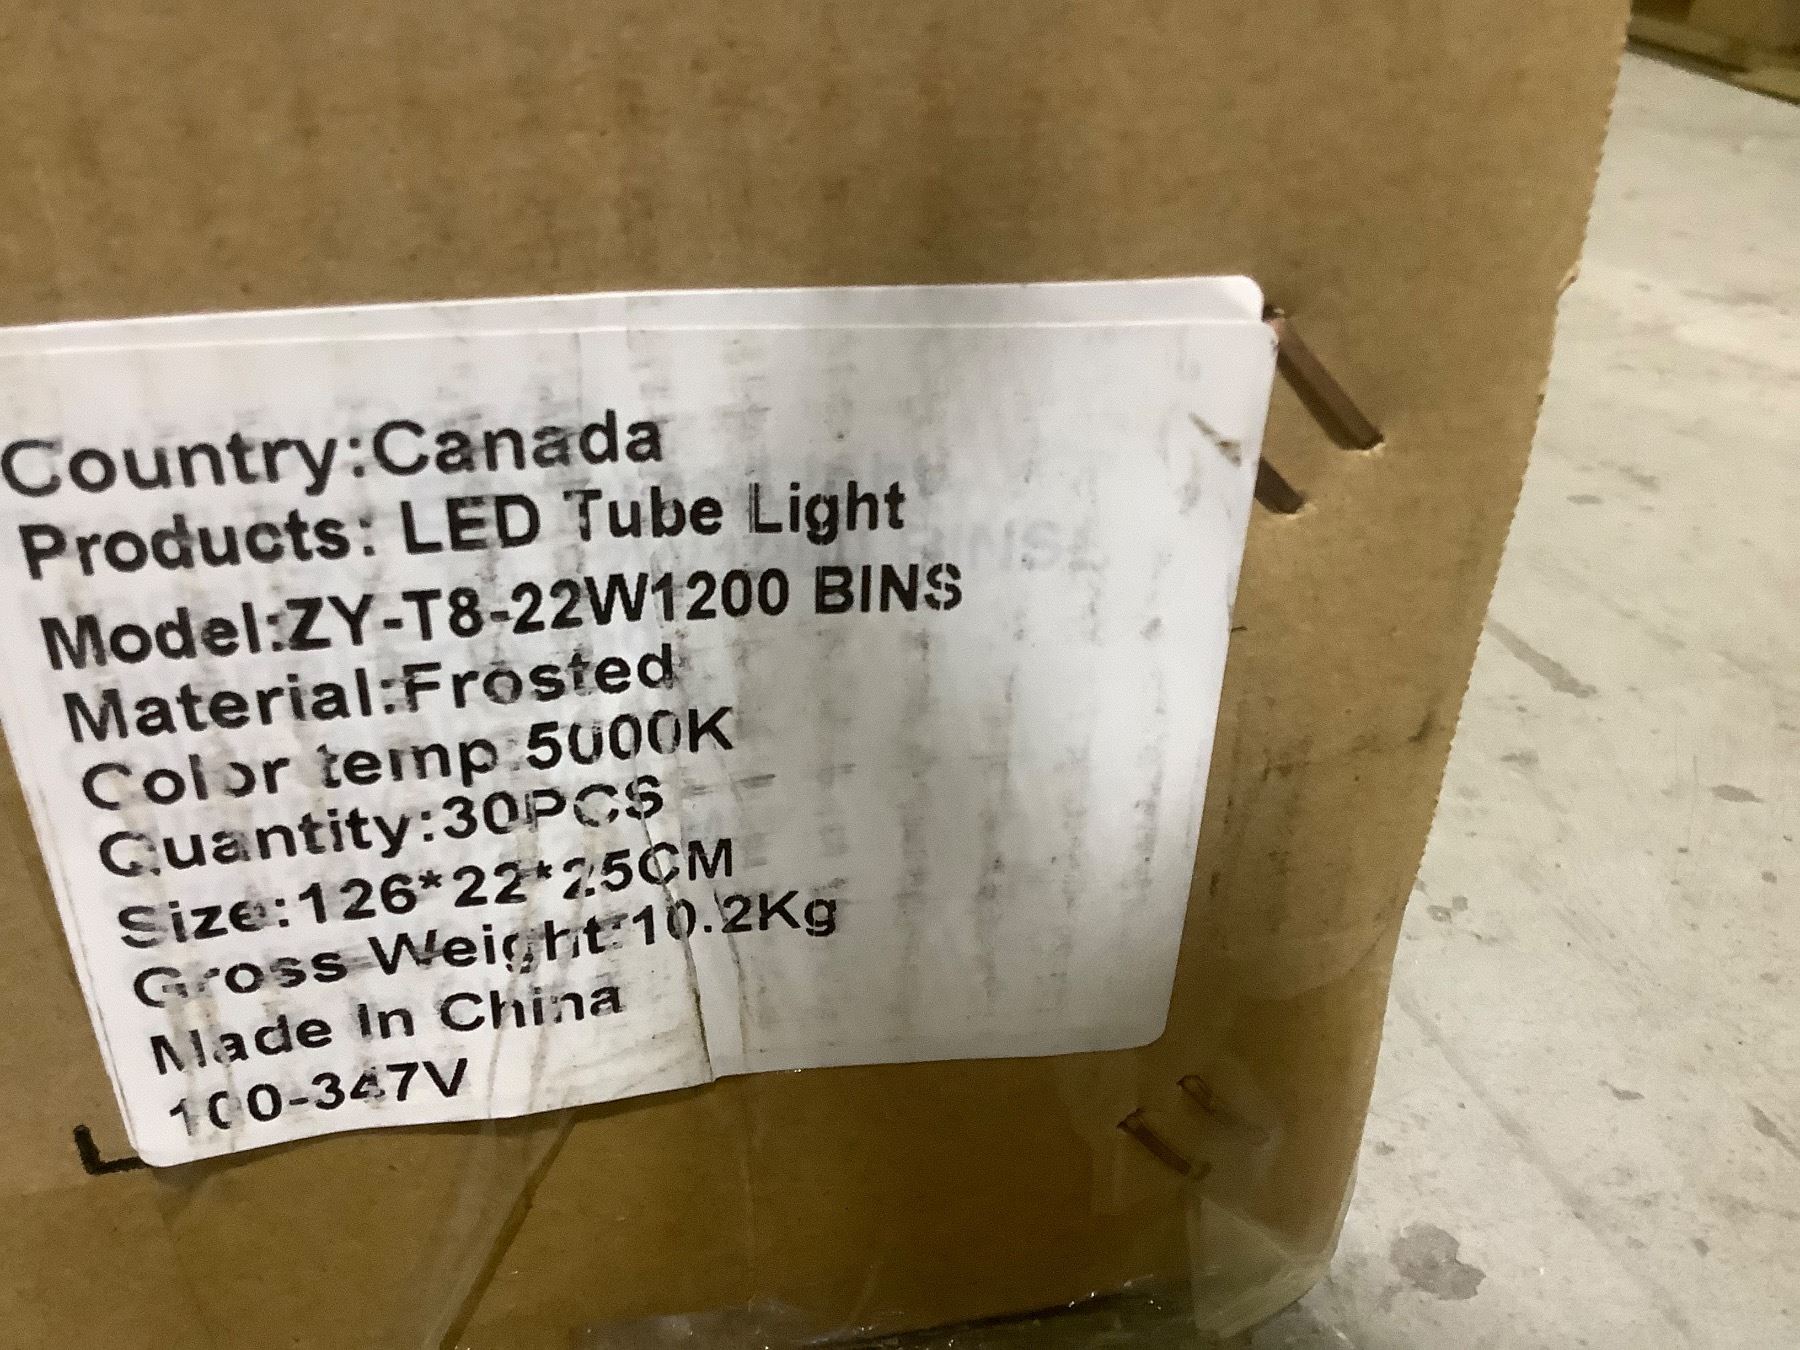 Country:Canada
Products: LED Tube Light
Model:ZY-T8-22W1200 BINS
Material:Frosted
Color temp:5000K
Quantity:30PCS
Size:126*22*25CM
Gross Weight:10.2Kg
Made In China
100-347V